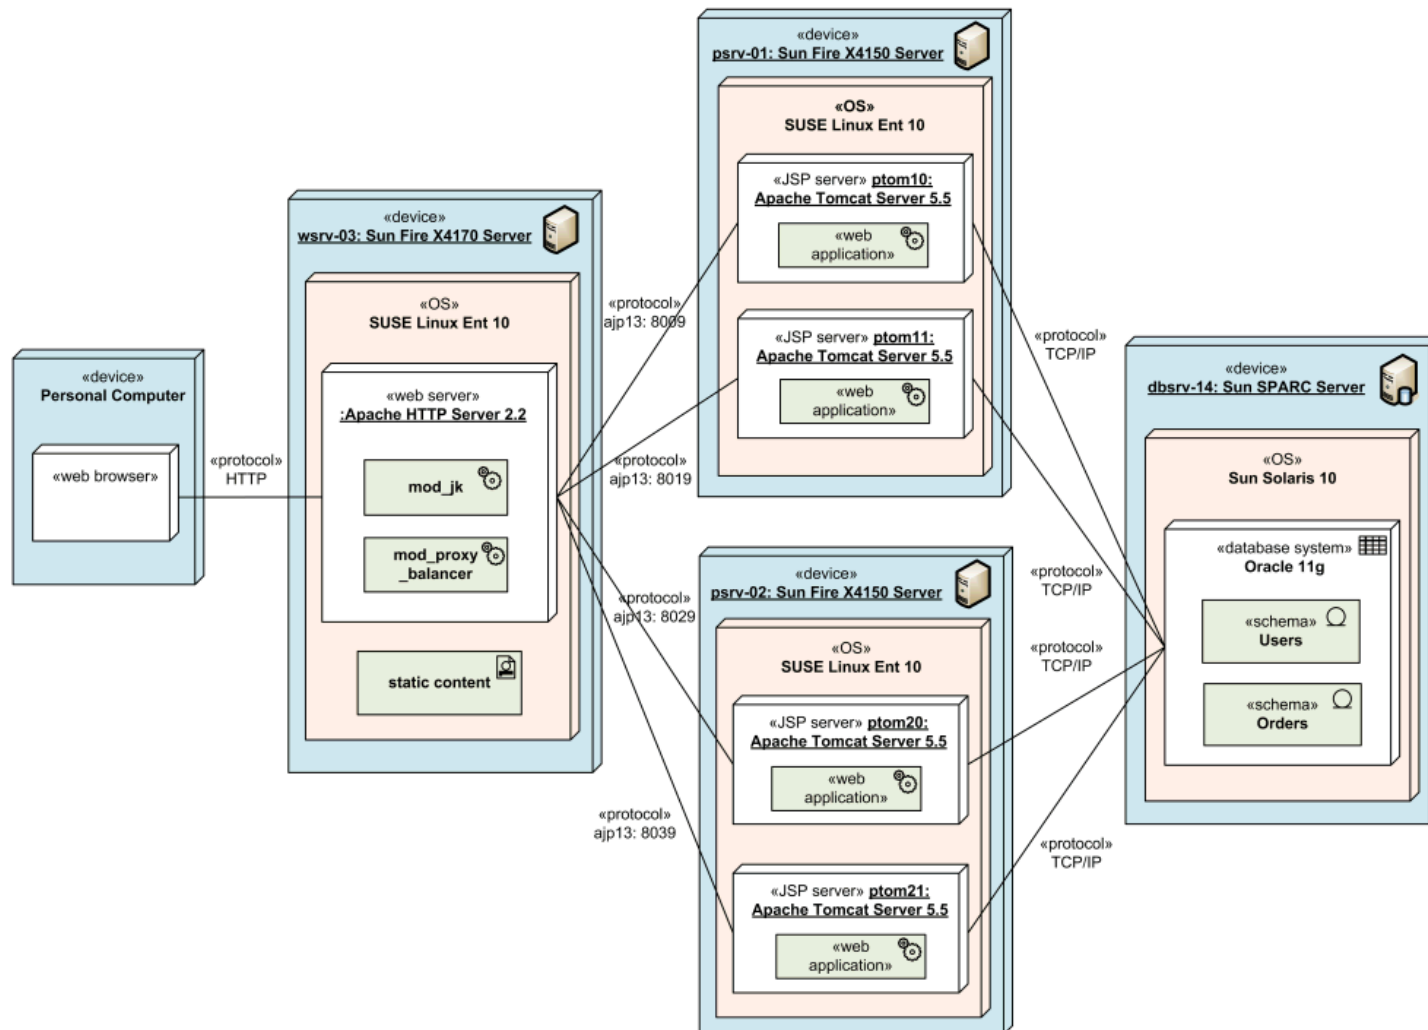 «device»
Personal Computer
«web browser»
«protocol»
HTTP
«device»
wsrv-03: Sun Fire X4170 Server
«OS»
SUSE Linux Ent 10
«web server»
:Apache HTTP Server 2.2
mod_jk
mod_proxy
_balancer
static content
«protocol»
ajp13: 8009
«protocol»
ajp13: 8019
«protocol»
ajp13: 8029
«protocol»
ajp13: 8039
«device»
psrv-01: Sun Fire X4150 Server
«OS»
SUSE Linux Ent 10
«JSP server» ptom10:
Apache Tomcat Server 5.5
«web
application»
«JSP server» ptom11:
Apache Tomcat Server 5.5
«web
application»
«device»
psrv-02: Sun Fire X4150 Server
«OS»
SUSE Linux Ent 10
«JSP server» ptom20:
Apache Tomcat Server 5.5
«web
application»
«JSP server» ptom21:
Apache Tomcat Server 5.5
«web
application»
«protocol»
TCP/IP
«protocol»
TCP/IP
«protocol»
TCP/IP
«protocol»
TCP/IP
«device»
dbsrv-14: Sun SPARC Server
«OS»
Sun Solaris 10
«database system»
Oracle 11g
«schema»
Users
«schema»
Orders